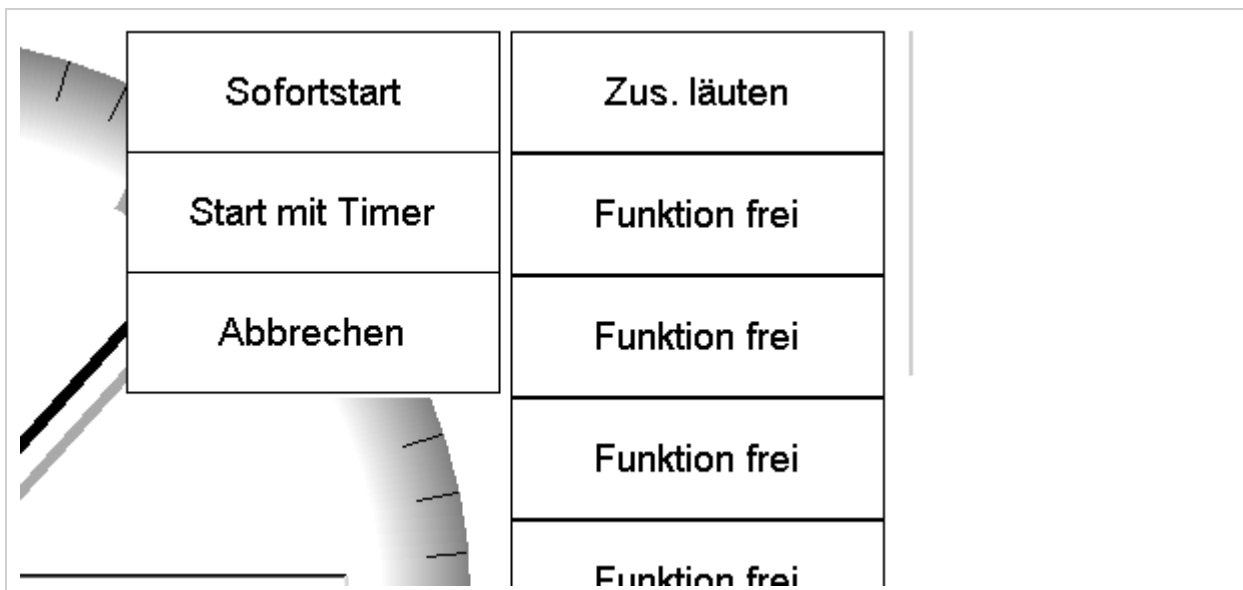 Sofortstart
Start mit Timer
Abbrechen
Zus. läuten
Funktion frei
Funktion frei
Funktion frei
Funktion frei